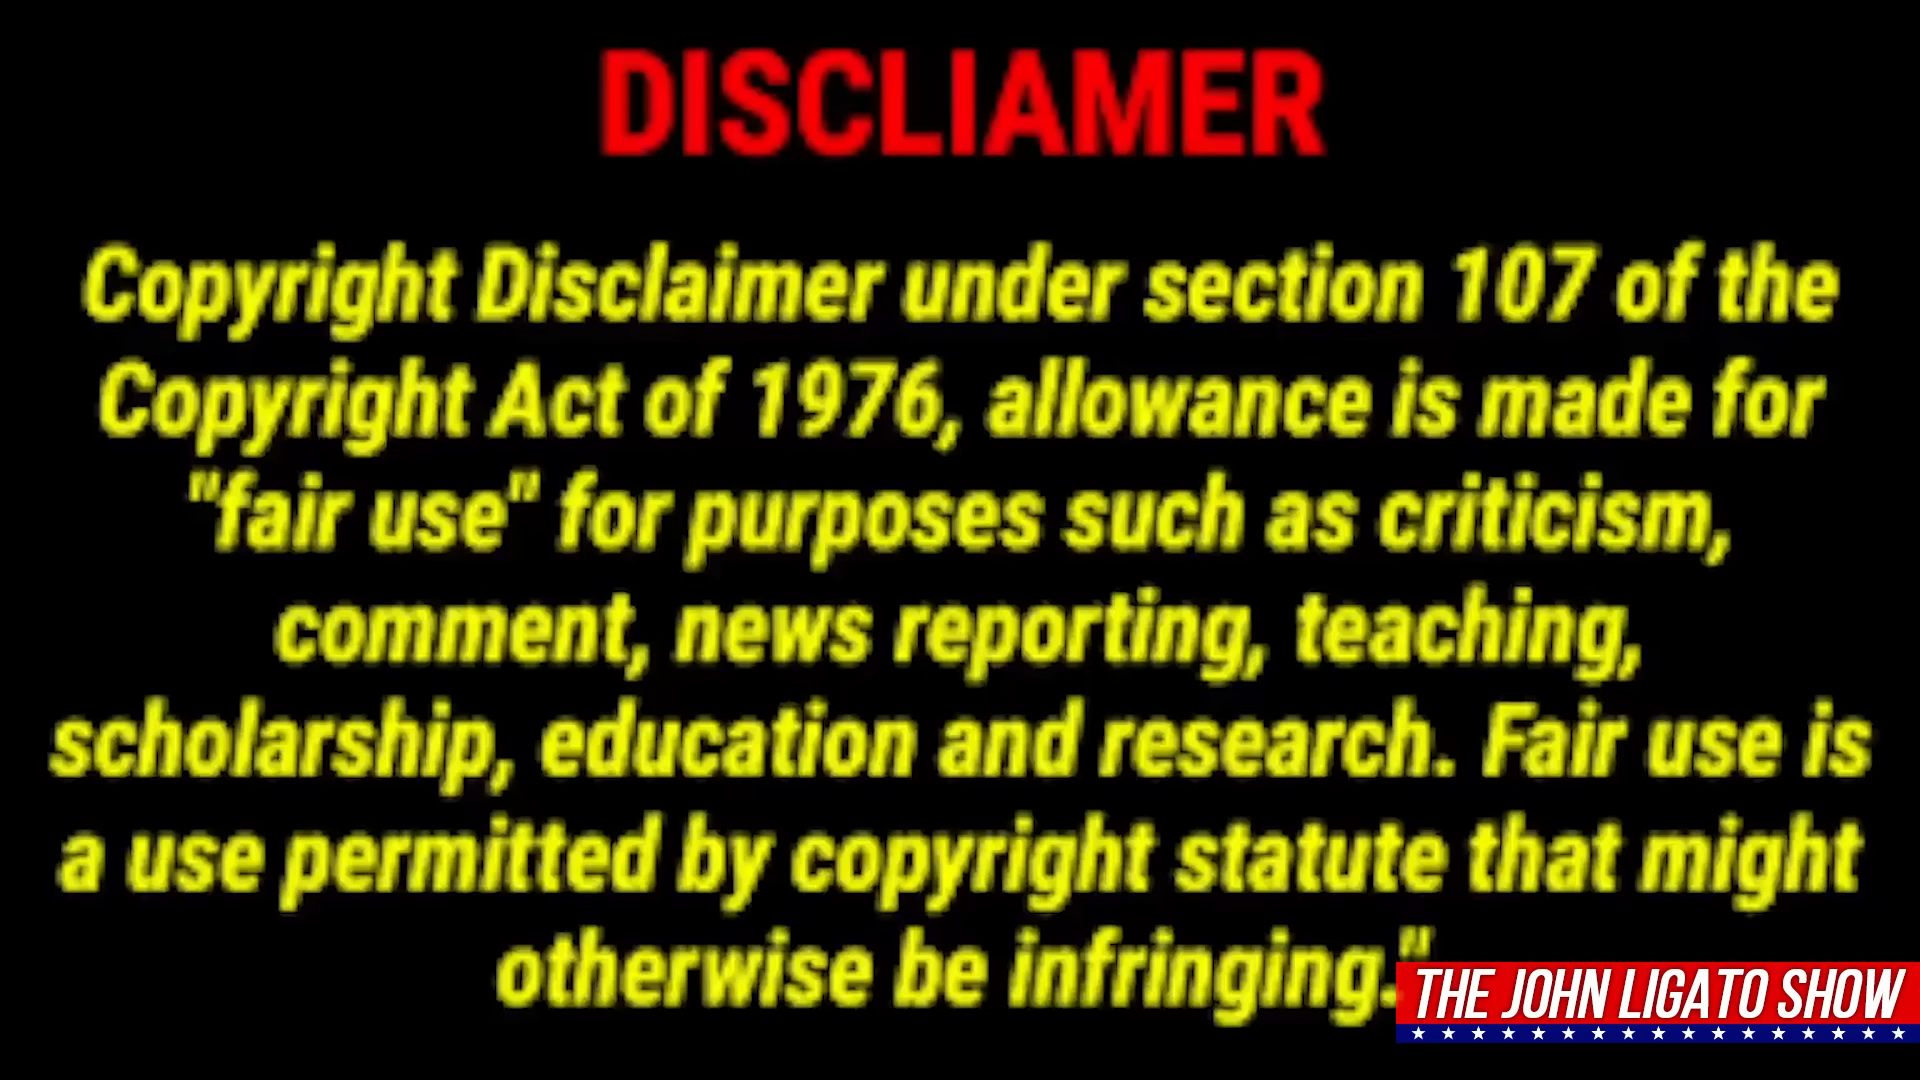 DISCLIAMER
Copyright Disclaimer under section 107 of the
Copyright Act of 1976, allowance is made for
"fair use" for purposes such as criticism,
comment, news reporting, teaching,
scholarship, education and research. Fair use is
a use permitted by copyright statute that might
otherwise be infringing."
THE JOHN LIGATO SHOW